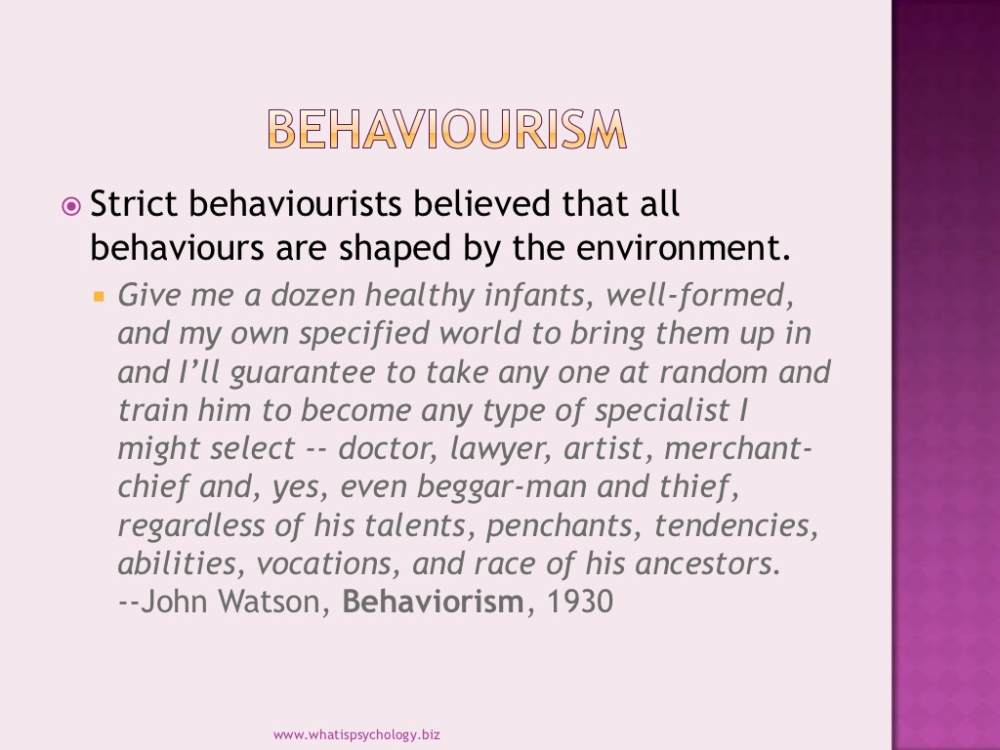 BEHAVIOURISM
Strict behaviourists believed that all
behaviours are shaped by the environment.
Give me a dozen healthy infants, well-formed,
and my own specified world to bring them up in
and I’ll guarantee to take any one at random and
train him to become any type of specialist I
might select -- doctor, lawyer, artist, merchant-
chief and, yes, even beggar-man and thief,
regardless of his talents, penchants, tendencies,
abilities, vocations, and race of his ancestors.
--John Watson, Behaviorism, 1930
www.whatispsychology.biz